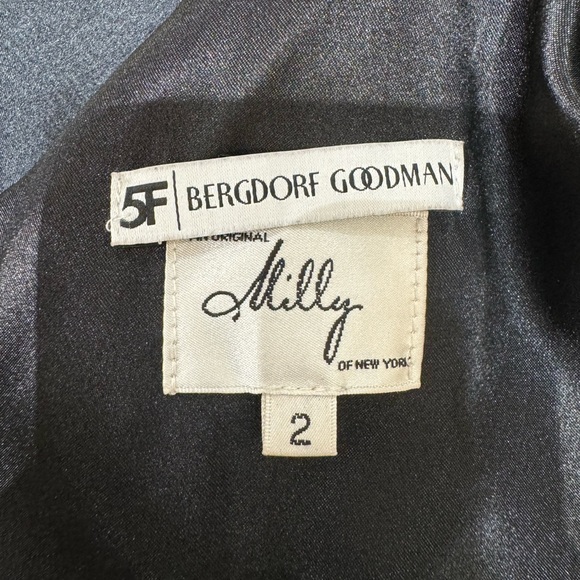 5F | BERGDORF GOODMAN
AN ORIGINAL
Milly
OF NEW YORK
2